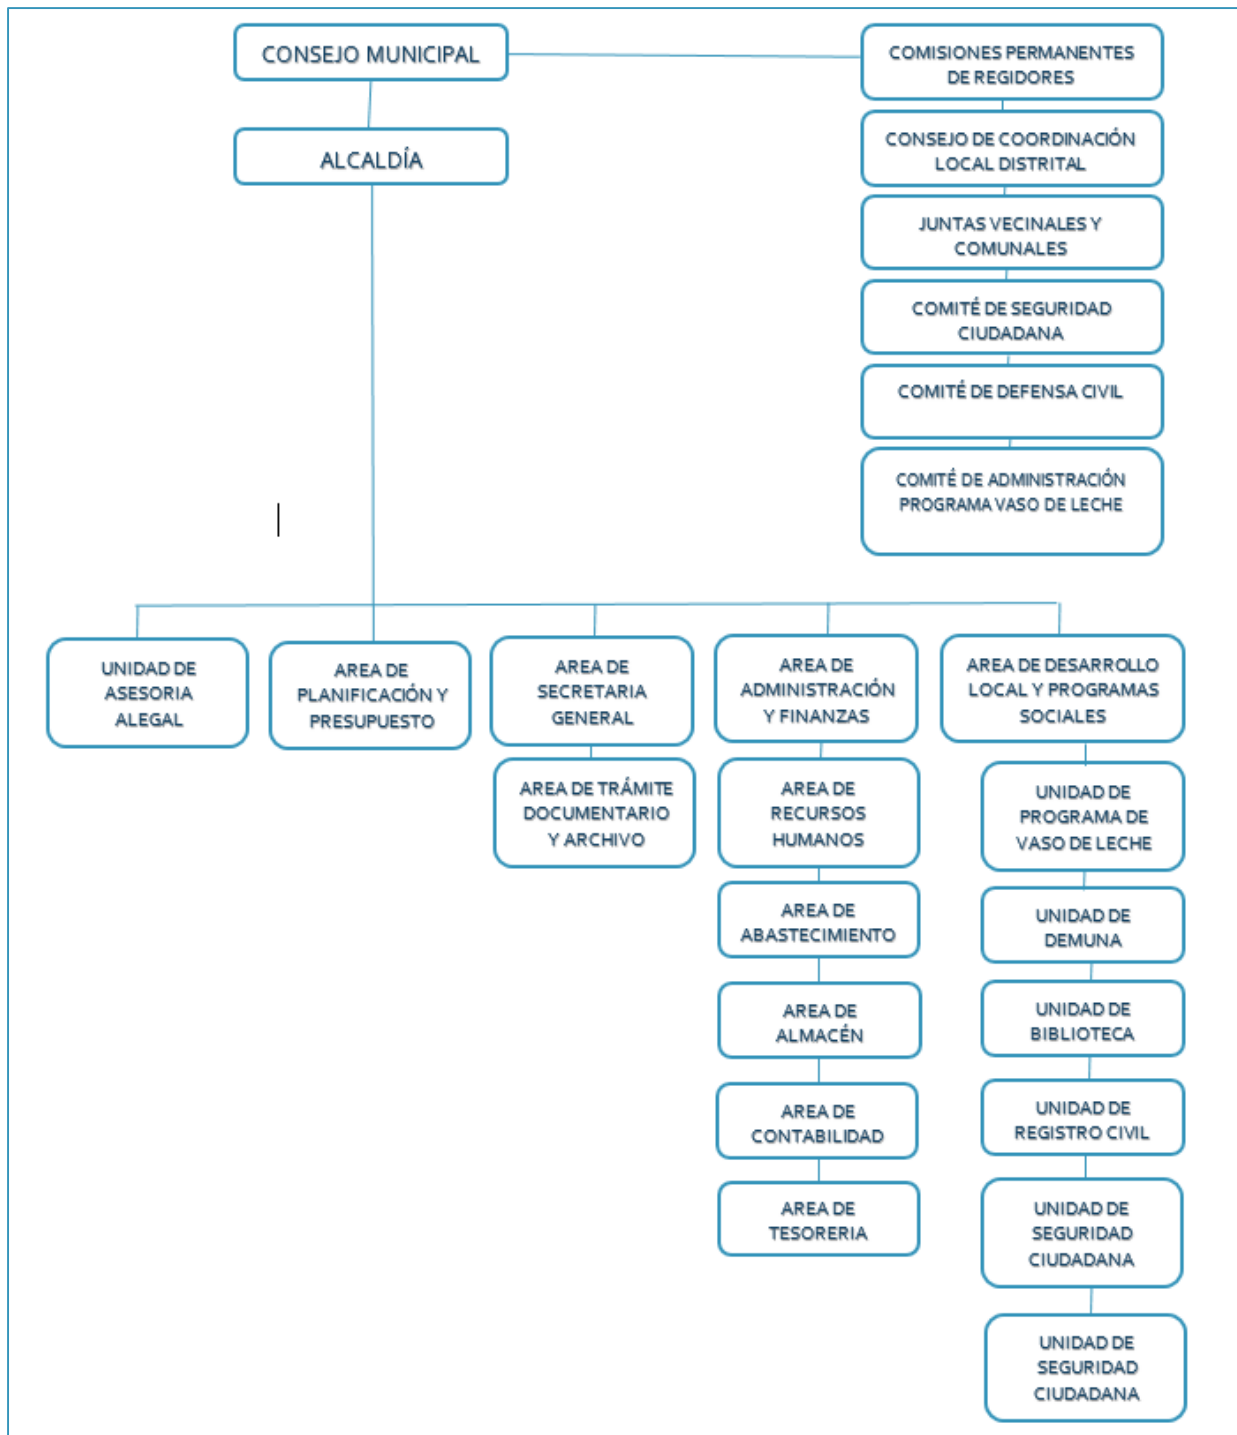 CONSEJO MUNICIPAL
ALCALDÍA
COMISIONES PERMANENTES
DE REGIDORES
CONSEJO DE COORDINACIÓN
LOCAL DISTRITAL
JUNTAS VECINALES Y
COMUNALES
COMITÉ DE SEGURIDAD
CIUDADANA
COMITÉ DE DEFENSA CIVIL
COMITÉ DE ADMINISTRACIÓN
PROGRAMA VASO DE LECHE
UNIDAD DE
ASESORIA
ALEGAL
AREA DE
PLANIFICACIÓN Y
PRESUPUESTO
AREA DE
SECRETARIA
GENERAL
AREA DE TRÁMITE
DOCUMENTARIO
Y ARCHIVO
AREA DE
ADMINISTRACIÓN
Y FINANZAS
AREA DE
RECURSOS
HUMANOS
AREA DE
ABASTECIMIENTO
AREA DE
ALMACÉN
AREA DE
CONTABILIDAD
AREA DE
TESORERIA
AREA DE DESARROLLO
LOCAL Y PROGRAMAS
SOCIALES
UNIDAD DE
PROGRAMA DE
VASO DE LECHE
UNIDAD DE
DEMUNA
UNIDAD DE
BIBLIOTECA
UNIDAD DE
REGISTRO CIVIL
UNIDAD DE
SEGURIDAD
CIUDADANA
UNIDAD DE
SEGURIDAD
CIUDADANA